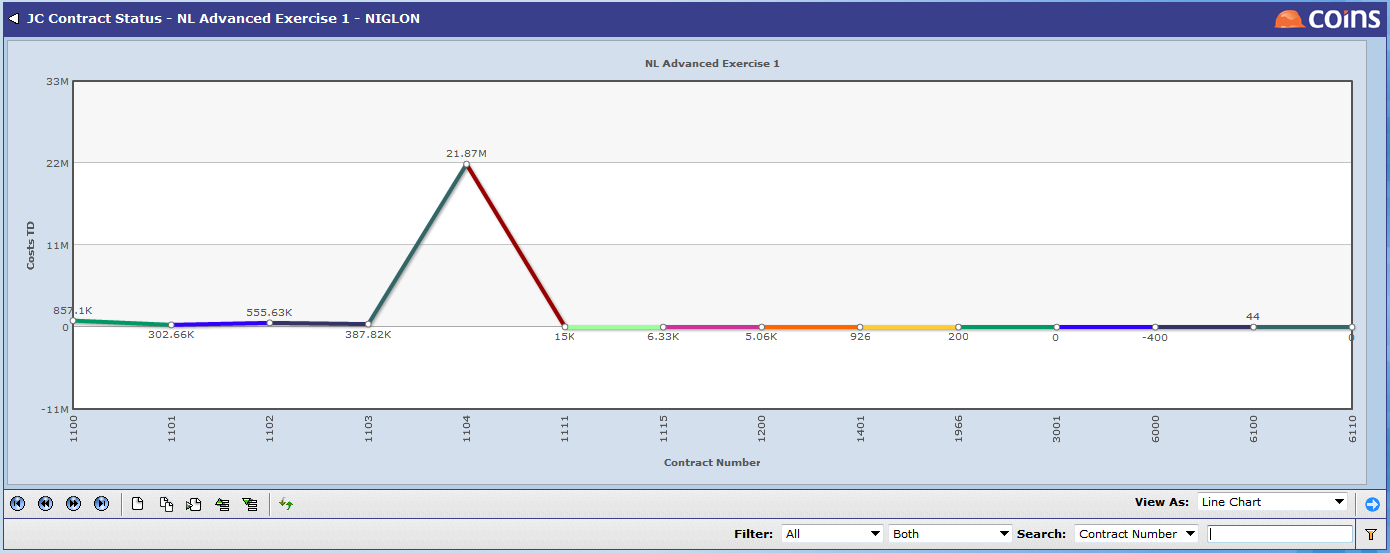 JC Contract Status - NL Advanced Exercise 1 - NIGLON
coins
NL Advanced Exercise 1
33M
22M
11M
0
-11M
Costs TD
857.1K
302.66K
555.63K
387.82K
21.87M
15K
6.33K
5.06K
926
200
0
-400
44
0
1100
1101
1102
1103
1104
1111
1115
1200
1401
1966
3001
6000
6100
6110
Contract Number
View As: Line Chart
Filter: All Both Search: Contract Number